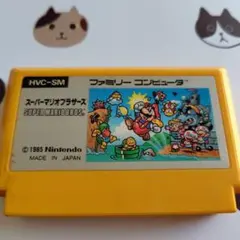 HVC-SM
ファミリー コンピュータ
スーパーマリオブラザーズ
SUPER MARIO BROS.
© 1985 Nintendo
MADE IN JAPAN